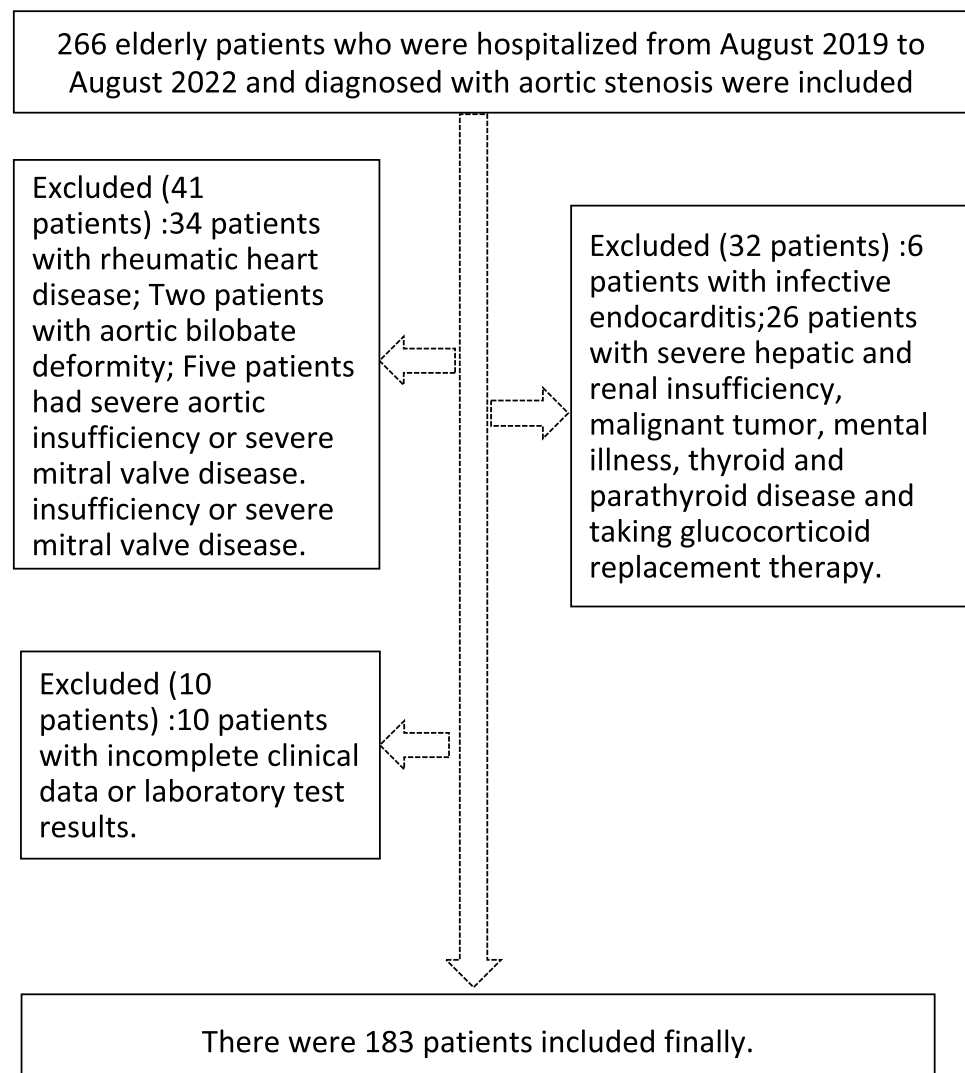 266 elderly patients who were hospitalized from August 2019 to
August 2022 and diagnosed with aortic stenosis were included
Excluded (41
patients) :34 patients
with rheumatic heart
disease; Two patients
with aortic bilobate
deformity; Five patients
had severe aortic
insufficiency or severe
mitral valve disease.
insufficiency or severe
mitral valve disease.
Excluded (32 patients) :6
patients with infective
endocarditis;26 patients
with severe hepatic and
renal insufficiency,
malignant tumor, mental
illness, thyroid and
parathyroid disease and
taking glucocorticoid
replacement therapy.
Excluded (10
patients) :10 patients
with incomplete clinical
data or laboratory test
results.
There were 183 patients included finally.